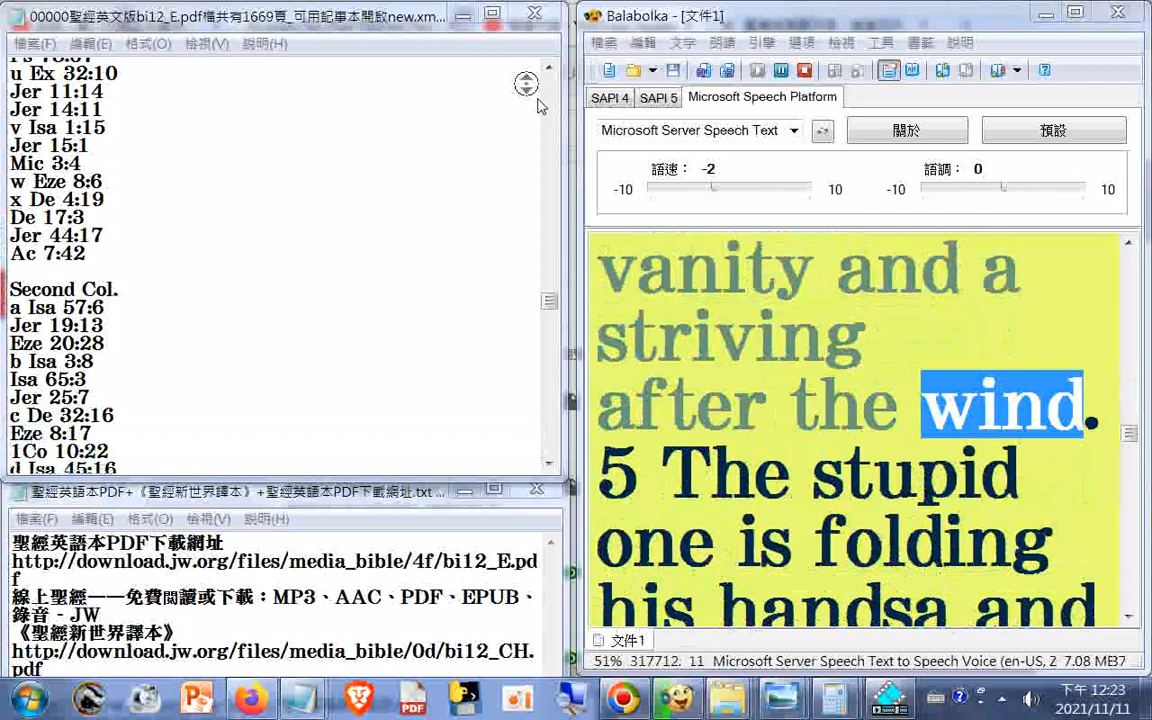 00000聖經英文版bi12_E.pdf檔共有1669頁_可用記事本開啟new.xm...
檔案(F) 編輯(E) 格式(O) 檢視(V) 說明(H)
u Ex 32:10
Jer 11:14
Jer 14:11
v Isa 1:15
Jer 15:1
Mic 3:4
w Eze 8:6
x De 4:19
De 17:3
Jer 44:17
Ac 7:42
Second Col.
a Isa 57:6
Jer 19:13
Eze 20:28
b Isa 3:8
Isa 65:3
Jer 25:7
c De 32:16
Eze 8:17
1Co 10:22
d Isa 45:16
聖經英語本PDF+《聖經新世界譯本》+聖經英語本PDF下載網址.txt ...
檔案(F) 編輯(E) 格式(O) 檢視(V) 說明(H)
聖經英語本PDF下載網址
http://download.jw.org/files/media_bible/4f/bi12_E.pd
f
線上聖經——免費閱讀或下載：MP3、AAC、PDF、EPUB、
錄音 - JW
《聖經新世界譯本》
http://download.jw.org/files/media_bible/0d/bi12_CH.
pdf
Balabolka - [文件1]
檔案 編輯 文字 朗讀 引擎 選項 檢視 工具 書籤 說明
SAPI 4 SAPI 5 Microsoft Speech Platform
Microsoft Server Speech Text 關於 預設
語速： -2 語調： 0
-10 10 -10 10
vanity and a
striving
after the wind.
5 The stupid
one is folding
his handsa and
文件1
51% 317712. 11 Microsoft Server Speech Text to Speech Voice (en-US, Z 7.08 MB37
下午 12:23
2021/11/11